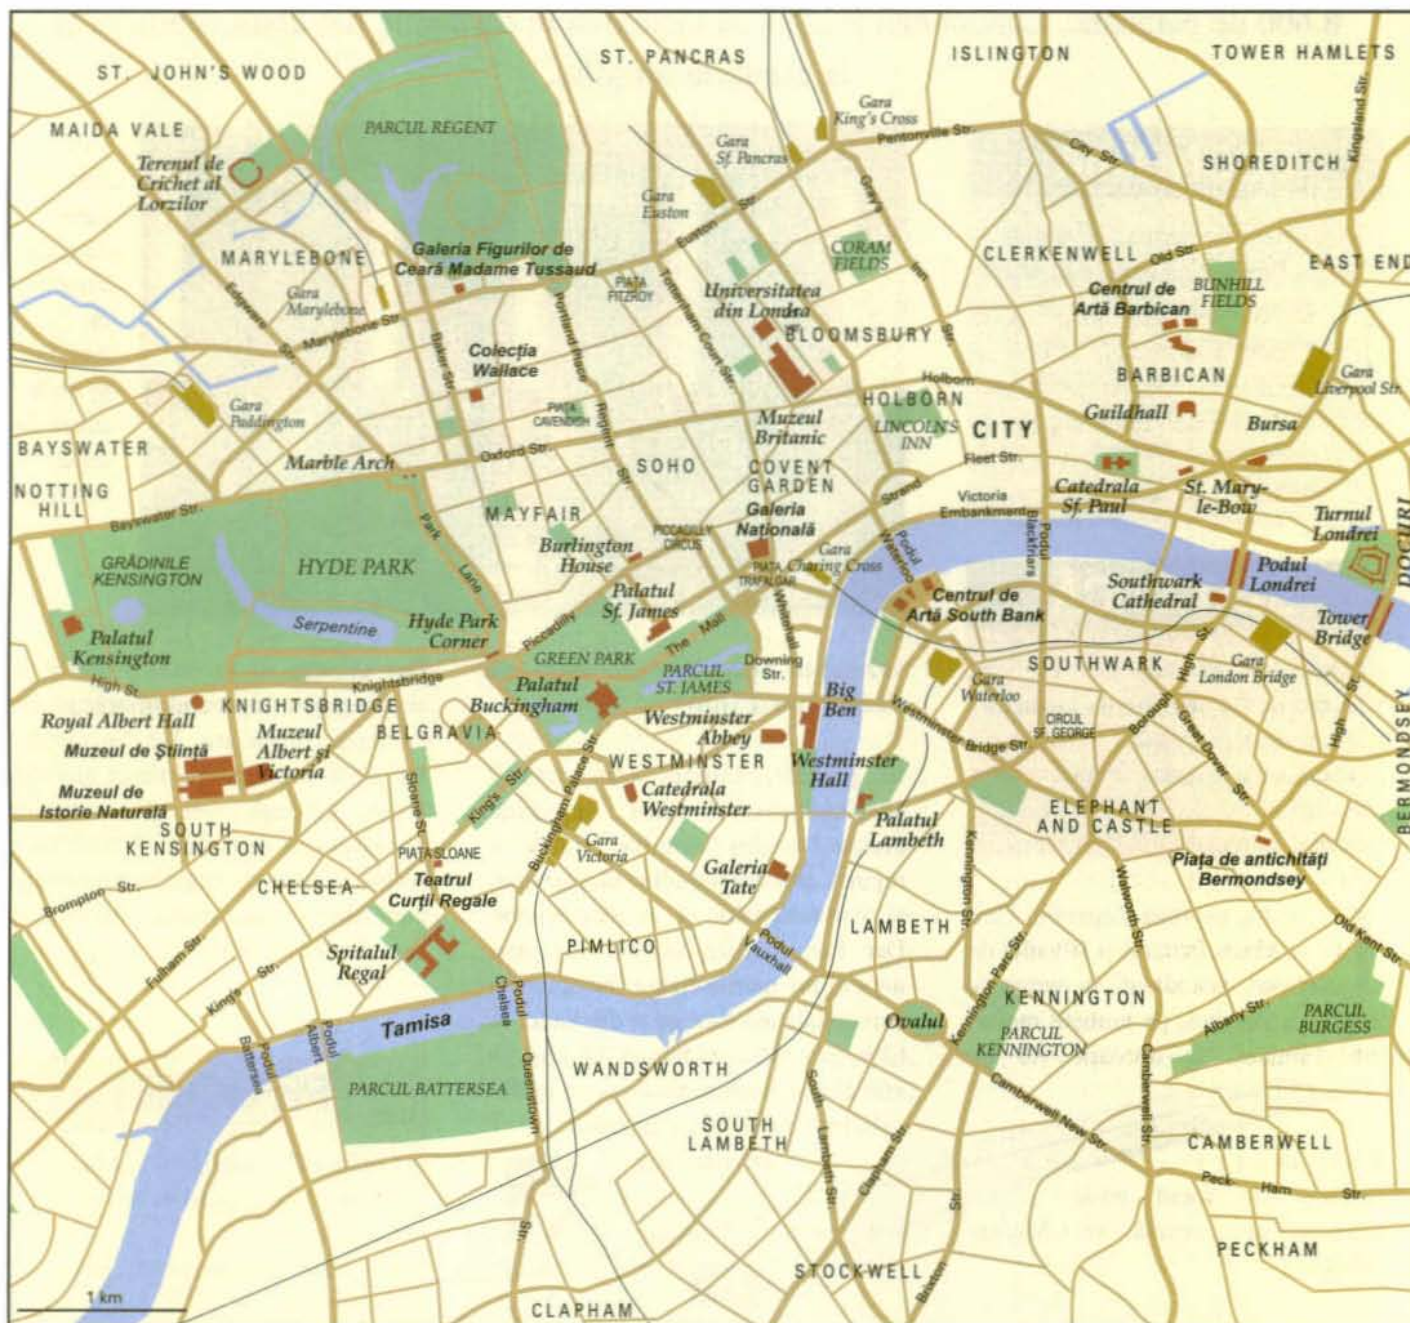 ST. JOHN'S WOOD
ST. PANCRAS
ISLINGTON
TOWER HAMLETS
MAIDA VALE
PARCUL REGENT
Gara
King's Cross
Pentonville Str.
Kingsland Str.
Terenul de
Crichet al
Lorzilor
Gara
Sf. Pancras
City Str.
SHOREDITCH
Gara
Euston
Euston Str.
Gray's Inn Str.
MARYLEBONE
Galeria Figurilor de
Ceară Madame Tussaud
CORAM
FIELDS
CLERKENWELL
Old Str.
EAST END
PIAȚA
FITZROY
Universitatea
din Londra
Centrul de
Artă Barbican
BUNHILL
FIELDS
Gara
Marylebone
Edgware Str.
Marylebone Str.
Baker Str.
Portland Place
Tottenham Court Str.
BLOOMSBURY
Colecția
Wallace
BARBICAN
Gara
Liverpool Str.
Gara
Paddington
PIAȚA
CAVENDISH
Regent Str.
Holborn
HOLBORN
LINCOLN'S
INN
Guildhall
Bursa
Muzeul
Britanic
CITY
BAYSWATER
Marble Arch
Oxford Str.
SOHO
COVENT
GARDEN
Fleet Str.
Strand
Catedrala
Sf. Paul
St. Mary-
le-Bow
NOTTING
HILL
Bayswater Str.
Park Lane
MAYFAIR
Galeria
Națională
Victoria
Embankment
Turnul
Londrei
DOCURI
GRĂDINILE
KENSINGTON
HYDE PARK
Burlington
House
PICCADILLY
CIRCUS
PIAȚA
TRAFALGAR
Gara
Charing Cross
Podul
Waterloo
Podul
Blackfriars
Southwark
Cathedral
Podul
Londrei
Palatul
Sf. James
Centrul de
Artă South Bank
Serpentine
Hyde Park
Corner
Piccadilly
The Mall
Whitehall
Tower
Bridge
Palatul
Kensington
GREEN PARK
PARCUL
ST. JAMES
Downing
Str.
SOUTHWARK
High St.
Gara
London Bridge
High St.
Knightsbridge
Palatul
Buckingham
Big
Ben
Gara
Waterloo
Royal Albert Hall
KNIGHTSBRIDGE
BELGRAVIA
Westminster
Abbey
Westminster Bridge Str.
CIRCUL
SF. GEORGE
Borough High St.
Great Dover Str.
BERMONDSEY
Muzeul de Știință
Muzeul
Albert și
Victoria
WESTMINSTER
Westminster
Hall
Muzeul de
Istorie Naturală
Sloane St.
King's Str.
Buckingham Palace Str.
Catedrala
Westminster
Palatul
Lambeth
ELEPHANT
AND CASTLE
SOUTH
KENSINGTON
PIAȚA SLOANE
Gara
Victoria
Kennington Str.
Piața de antichități
Bermondsey
CHELSEA
Teatrul
Curții Regale
Galeria
Tate
Walworth Str.
Brompton Str.
Spitalul
Regal
PIMLICO
Podul
Vauxhall
LAMBETH
Old Kent Str.
Fulham Str.
King's Str.
Podul
Chelsea
Kennington Parc Str.
KENNINGTON
Albany Str.
PARCUL
BURGESS
Tamisa
Podul
Albert
Podul
Battersea
Ovalul
PARCUL
KENNINGTON
PARCUL BATTERSEA
Queenstown Str.
WANDSWORTH
South Lambeth Str.
Camberwell New Str.
Camberwell Str.
SOUTH
LAMBETH
Clapham Str.
CAMBERWELL
Peck- Ham Str.
STOCKWELL
Brixton Str.
PECKHAM
1 km
CLAPHAM